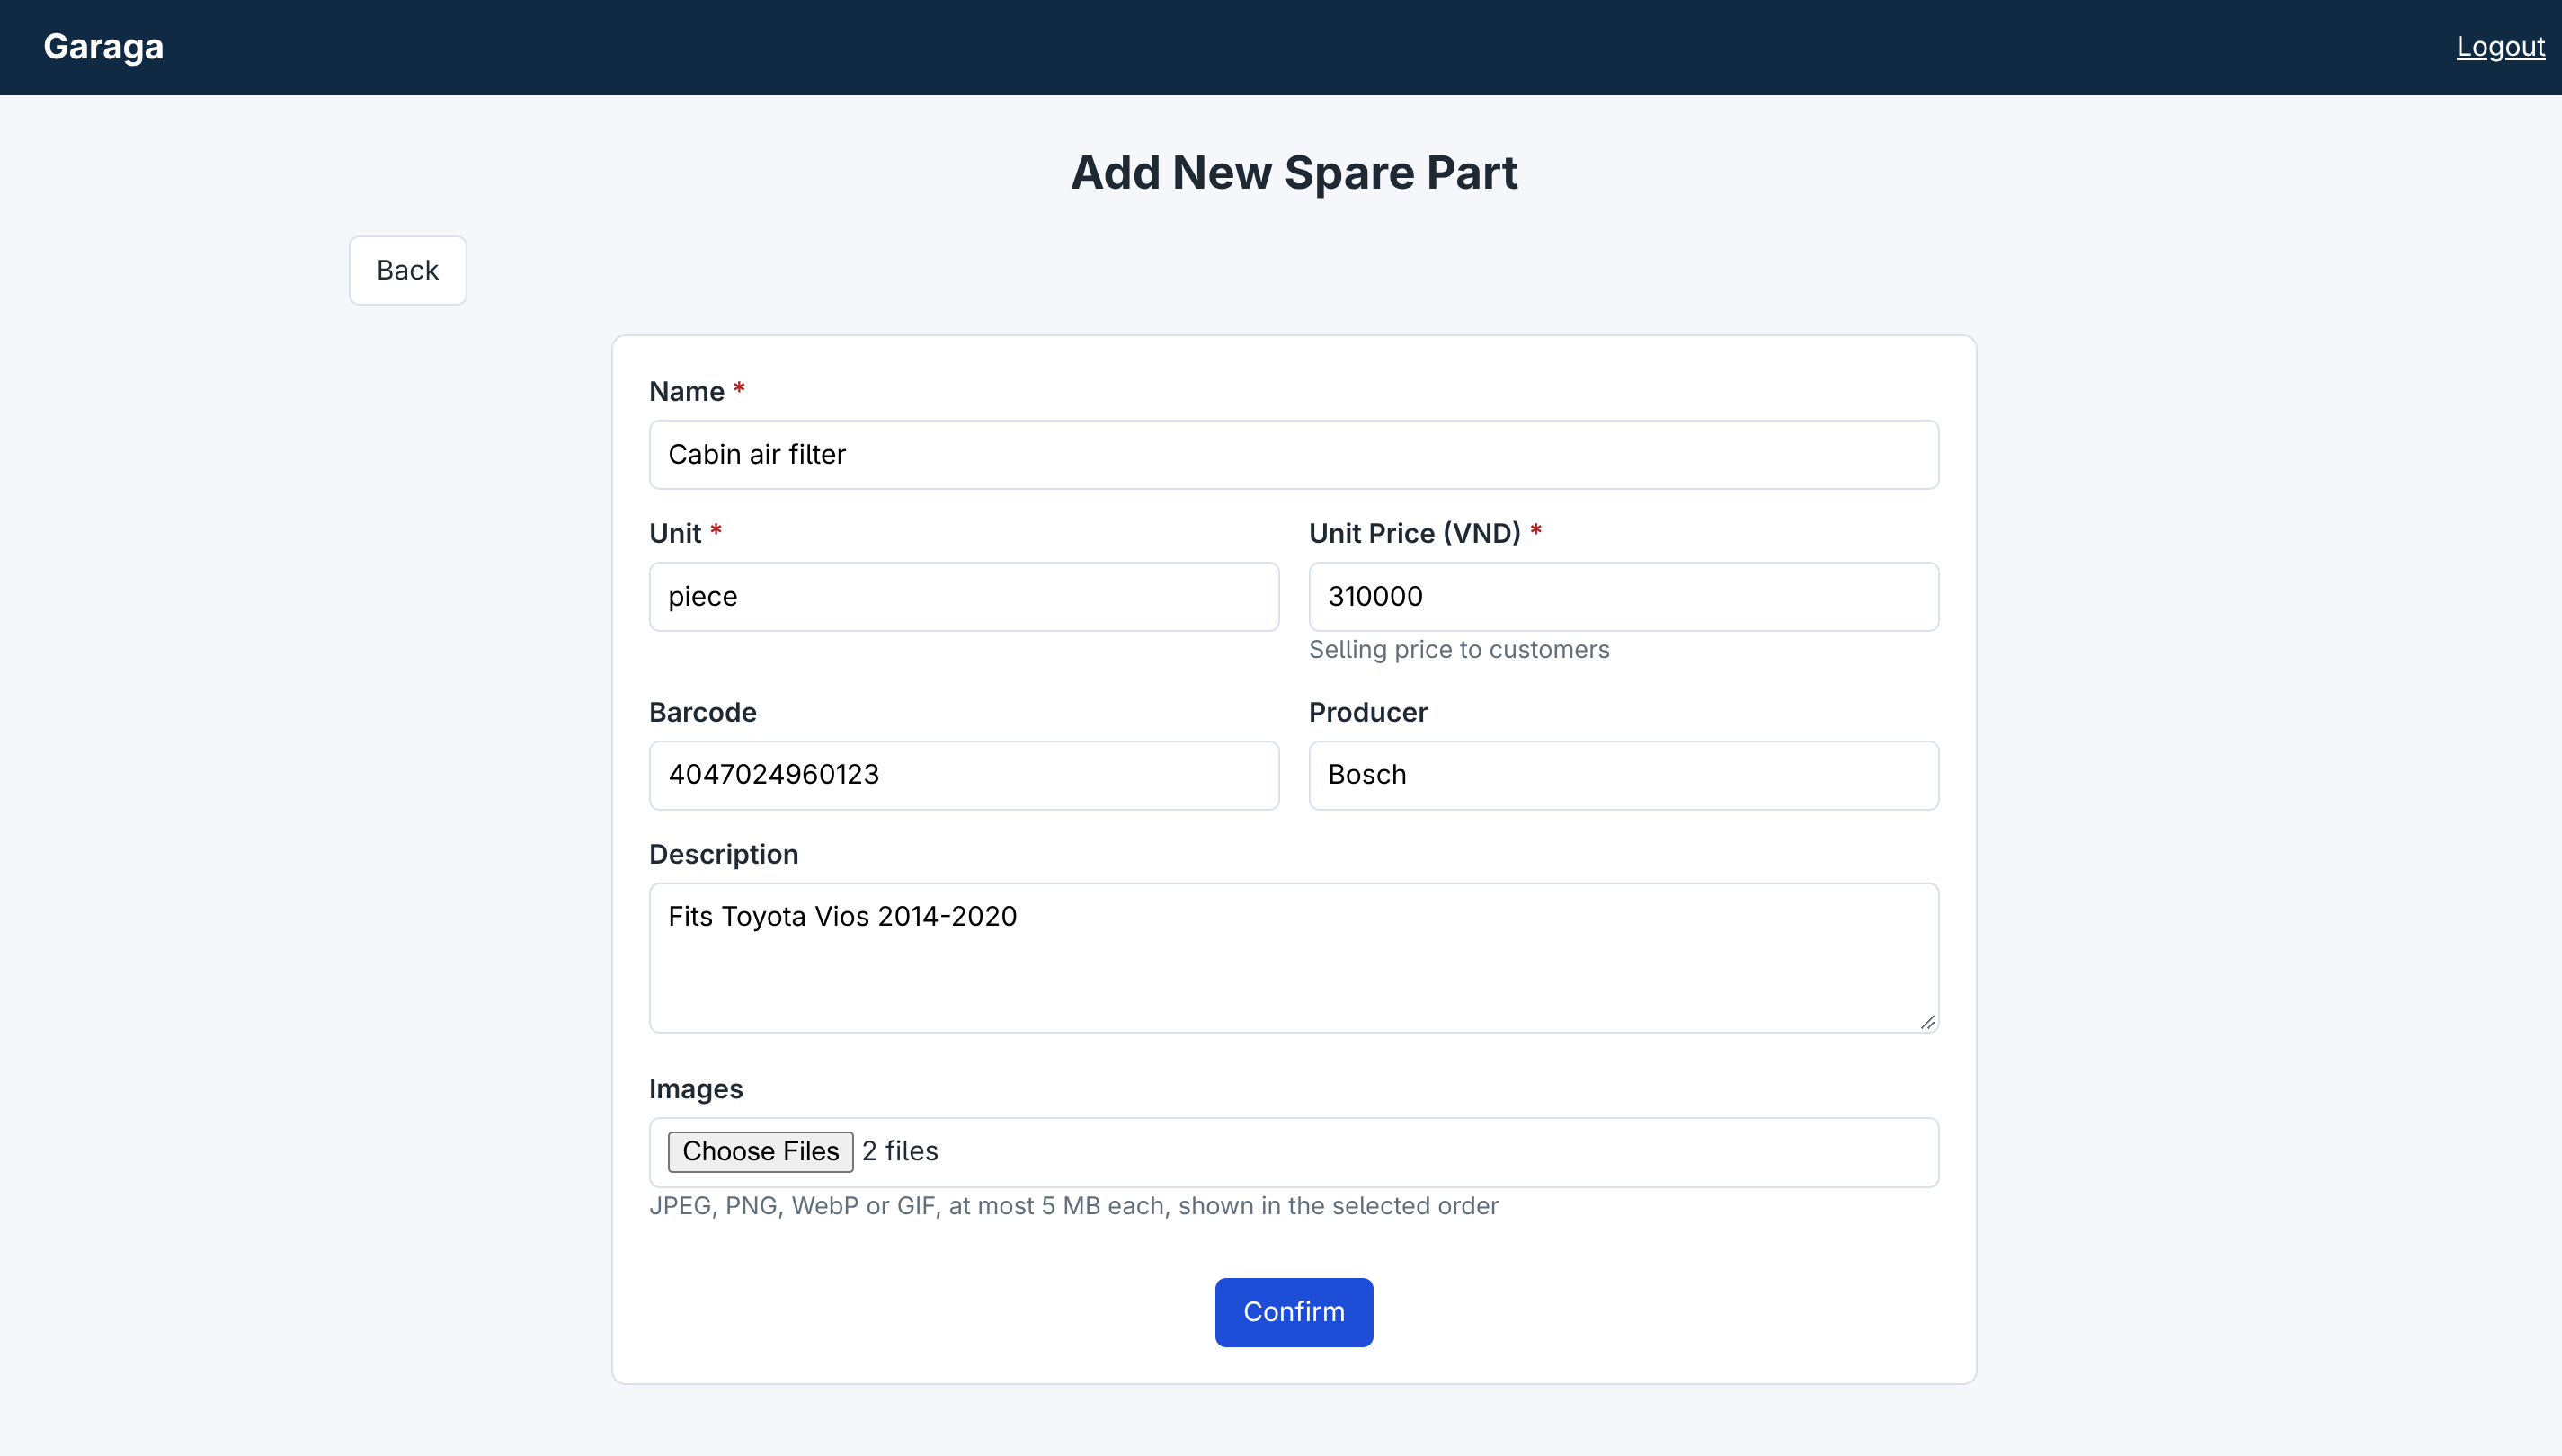 Garaga
Logout
Add New Spare Part
Back
Name *
Cabin air filter
Unit *
Unit Price (VND) *
piece
310000
Selling price to customers
Barcode
Producer
4047024960123
Bosch
Description
Fits Toyota Vios 2014-2020
Images
Choose Files 2 files
JPEG, PNG, WebP or GIF, at most 5 MB each, shown in the selected order
Confirm